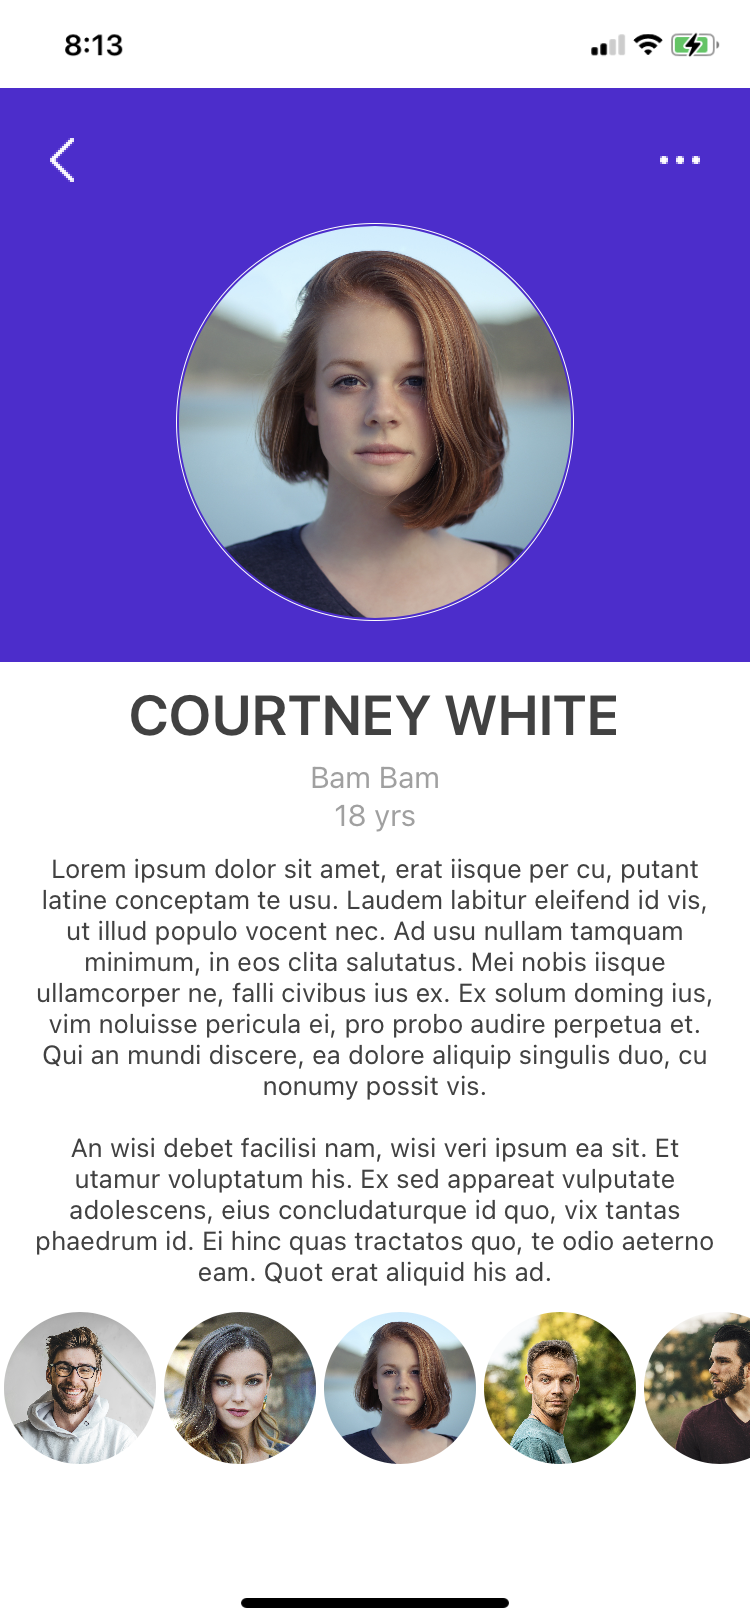 8:13
COURTNEY WHITE
Bam Bam
18 yrs
Lorem ipsum dolor sit amet, erat iisque per cu, putant
latine conceptam te usu. Laudem labitur eleifend id vis,
ut illud populo vocent nec. Ad usu nullam tamquam
minimum, in eos clita salutatus. Mei nobis iisque
ullamcorper ne, falli civibus ius ex. Ex solum doming ius,
vim noluisse pericula ei, pro probo audire perpetua et.
Qui an mundi discere, ea dolore aliquip singulis duo, cu
nonumy possit vis.
An wisi debet facilisi nam, wisi veri ipsum ea sit. Et
utamur voluptatum his. Ex sed appareat vulputate
adolescens, eius concludaturque id quo, vix tantas
phaedrum id. Ei hinc quas tractatos quo, te odio aeterno
eam. Quot erat aliquid his ad.